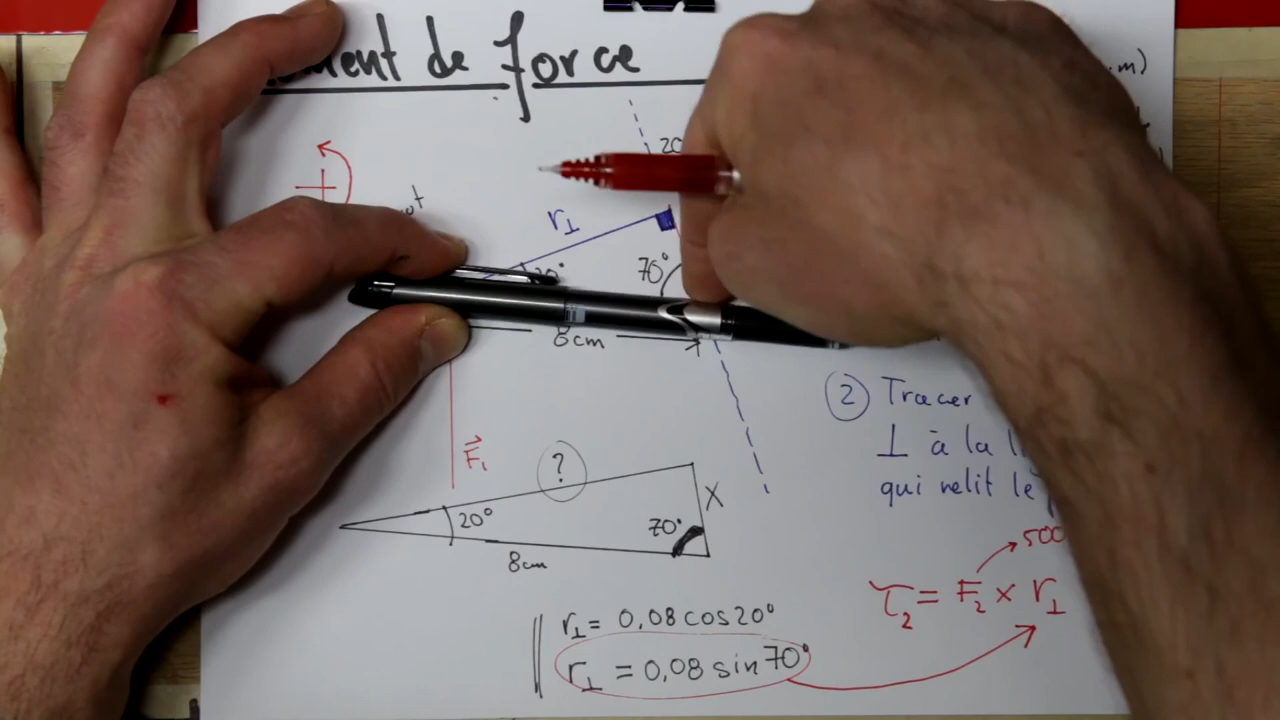 de force
m)
20
r⊥
70°
8cm
② Tracer
⊥ à la
qui relit le
F⃗₁
?
20°
70°
X
8cm
500
τ₂ = F₂ × r⊥
r⊥ = 0,08 cos 20°
r⊥ = 0,08 sin 70°